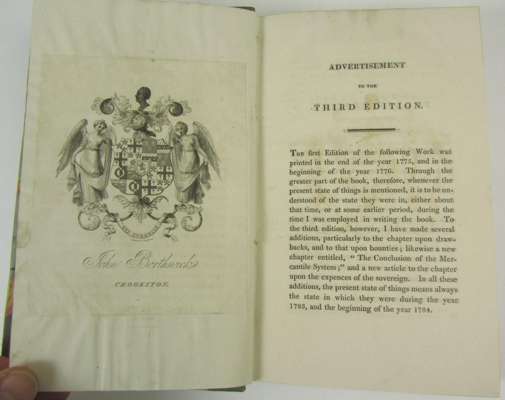 John Borthwick
CROOKSTON.
ADVERTISEMENT
TO THE
THIRD EDITION.
THE first Edition of the following Work was
printed in the end of the year 1775, and in the
beginning of the year 1776. Through the
greater part of the book, therefore, whenever the
present state of things is mentioned, it is to be un-
derstood of the state they were in, either about
that time, or at some earlier period, during the
time I was employed in writing the book. To
the third edition, however, I have made several
additions, particularly to the chapter upon draw-
backs, and to that upon bounties; likewise a new
chapter entitled, " The Conclusion of the Mer-
cantile System;" and a new article to the chapter
upon the expences of the sovereign. In all these
additions, the present state of things means always
the state in which they were during the year
1783, and the beginning of the year 1784.